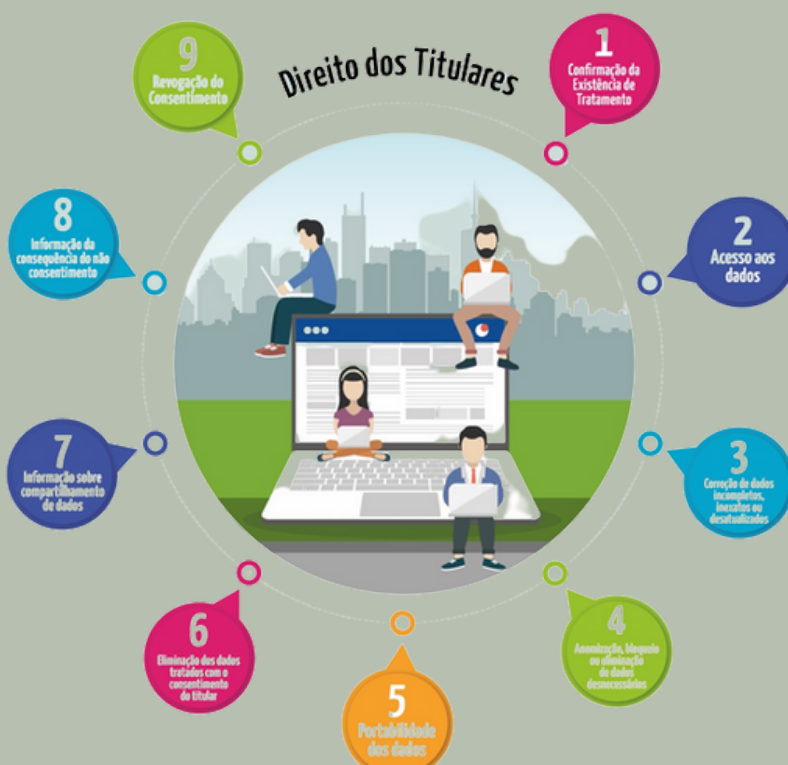 Direito dos Titulares
1
Confirmação da
Existência de
Tratamento
2
Acesso aos
dados
3
Correção de dados
incompletos,
inexatos ou
desatualizados
4
Anomização, bloqueio
ou eliminação
de dados
desnecessários
5
Portabilidade
dos dados
6
Eliminação dos dados
tratados com o
consentimento
do titular
7
Informação sobre
compartilhamento
de dados
8
Informação da
consequência do não
consentimento
9
Revogação do
Consentimento